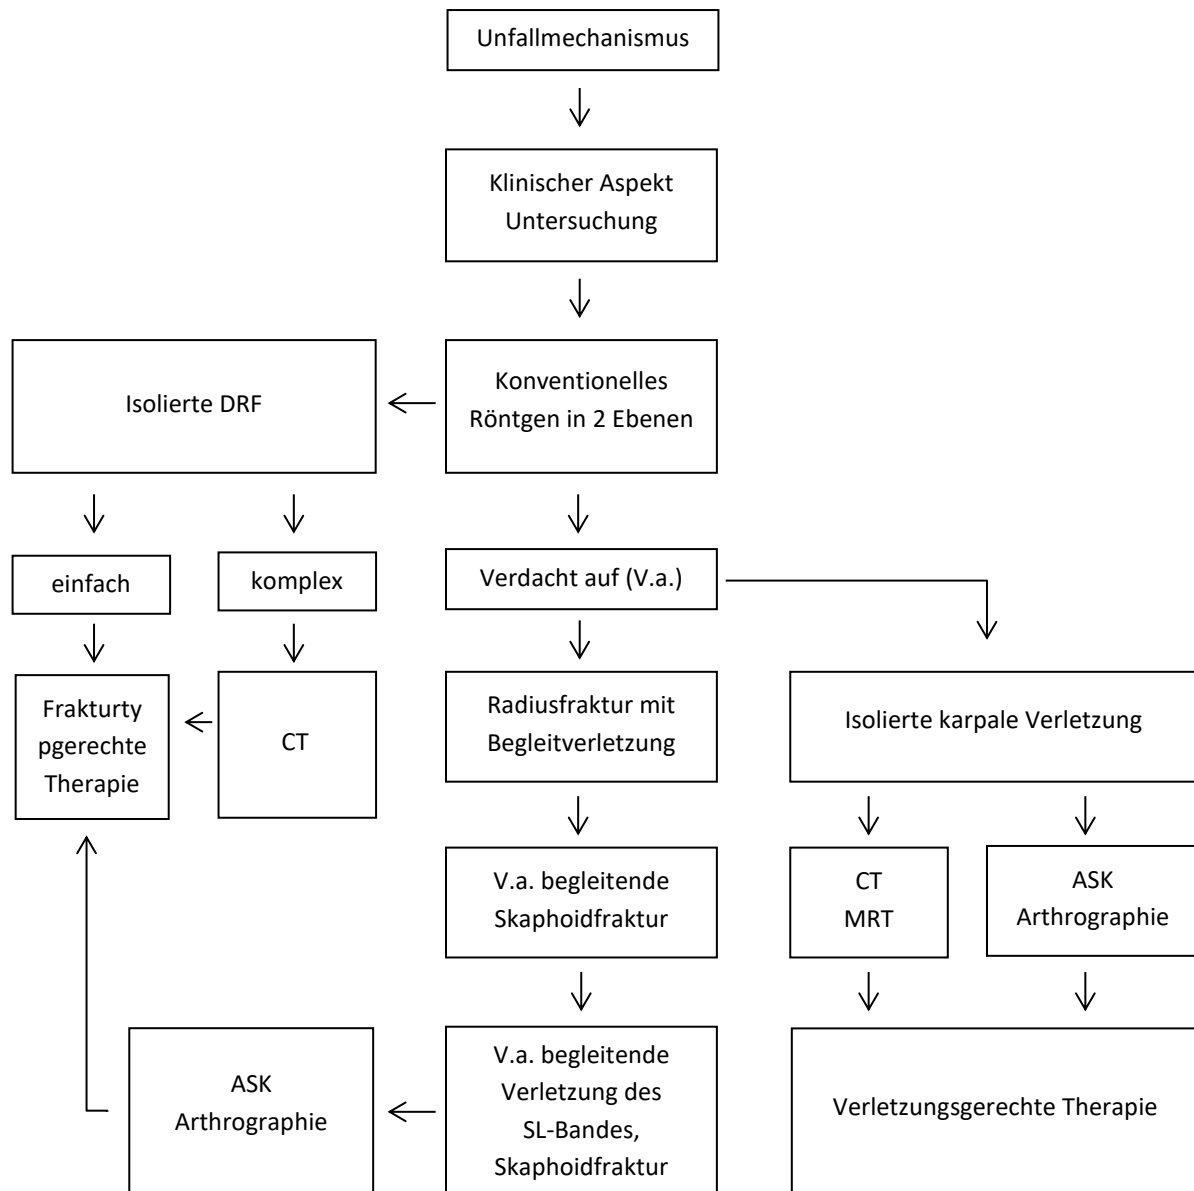 Unfallmechanismus
Klinischer Aspekt
Untersuchung
Isolierte DRF
Konventionelles
Röntgen in 2 Ebenen
einfach
komplex
Verdacht auf (V.a.)
Frakturty
pgerechte
Therapie
CT
Radiusfraktur mit
Begleitverletzung
Isolierte karpale Verletzung
V.a. begleitende
Skaphoidfraktur
CT
MRT
ASK
Arthrographie
ASK
Arthrographie
V.a. begleitende
Verletzung des
SL-Bandes,
Skaphoidfraktur
Verletzungsgerechte Therapie